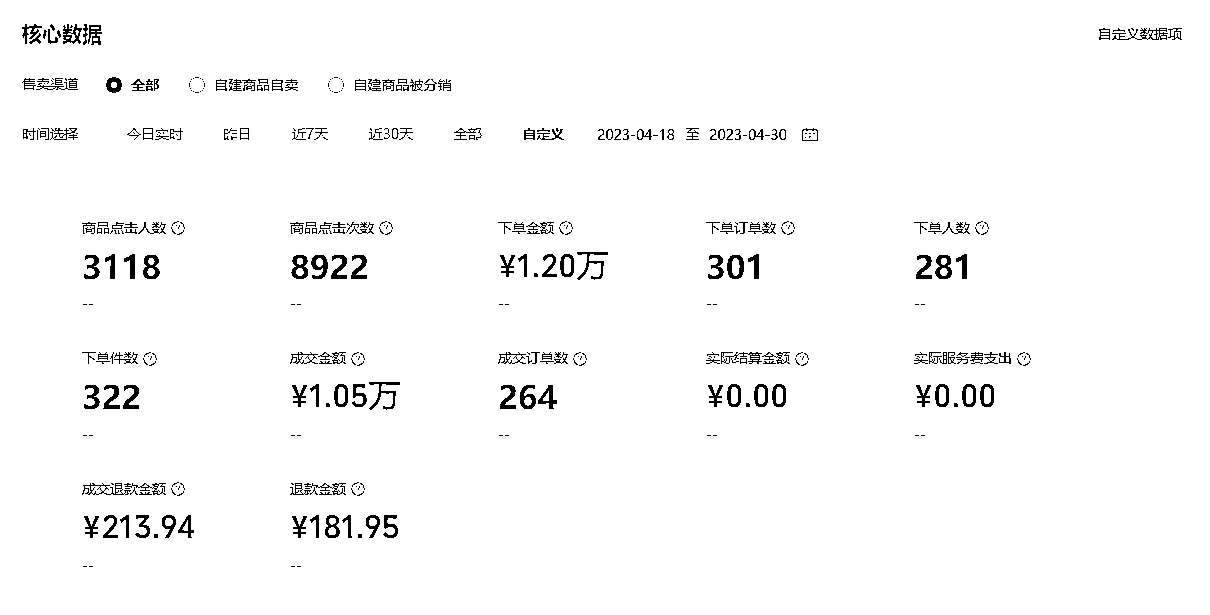 核心数据 自定义数据项
售卖渠道 全部 自建商品自卖 自建商品被分销
时间选择 今日实时 昨日 近7天 近30天 全部 自定义 2023-04-18 至 2023-04-30
商品点击人数 商品点击次数 下单金额 下单订单数 下单人数
3118 8922 ¥1.20万 301 281
-- -- -- -- --
下单件数 成交金额 成交订单数 实际结算金额 实际服务费支出
322 ¥1.05万 264 ¥0.00 ¥0.00
-- -- -- -- --
成交退款金额 退款金额
¥213.94 ¥181.95
-- --